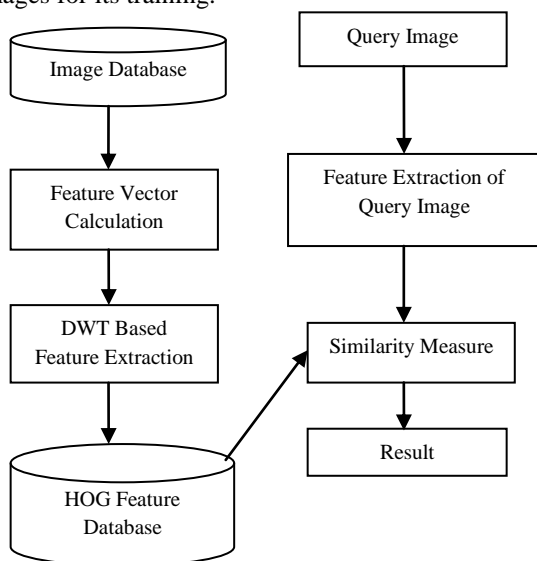 ages for its training.
Image Database
Feature Vector
Calculation
DWT Based
Feature Extraction
HOG Feature
Database
Query Image
Feature Extraction of
Query Image
Similarity Measure
Result